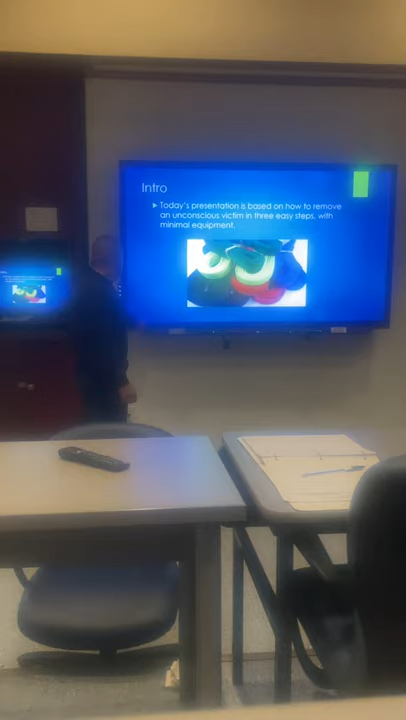 Intro
Today's presentation is based on how to remove
an unconscious victim in three easy steps, with
minimal equipment.